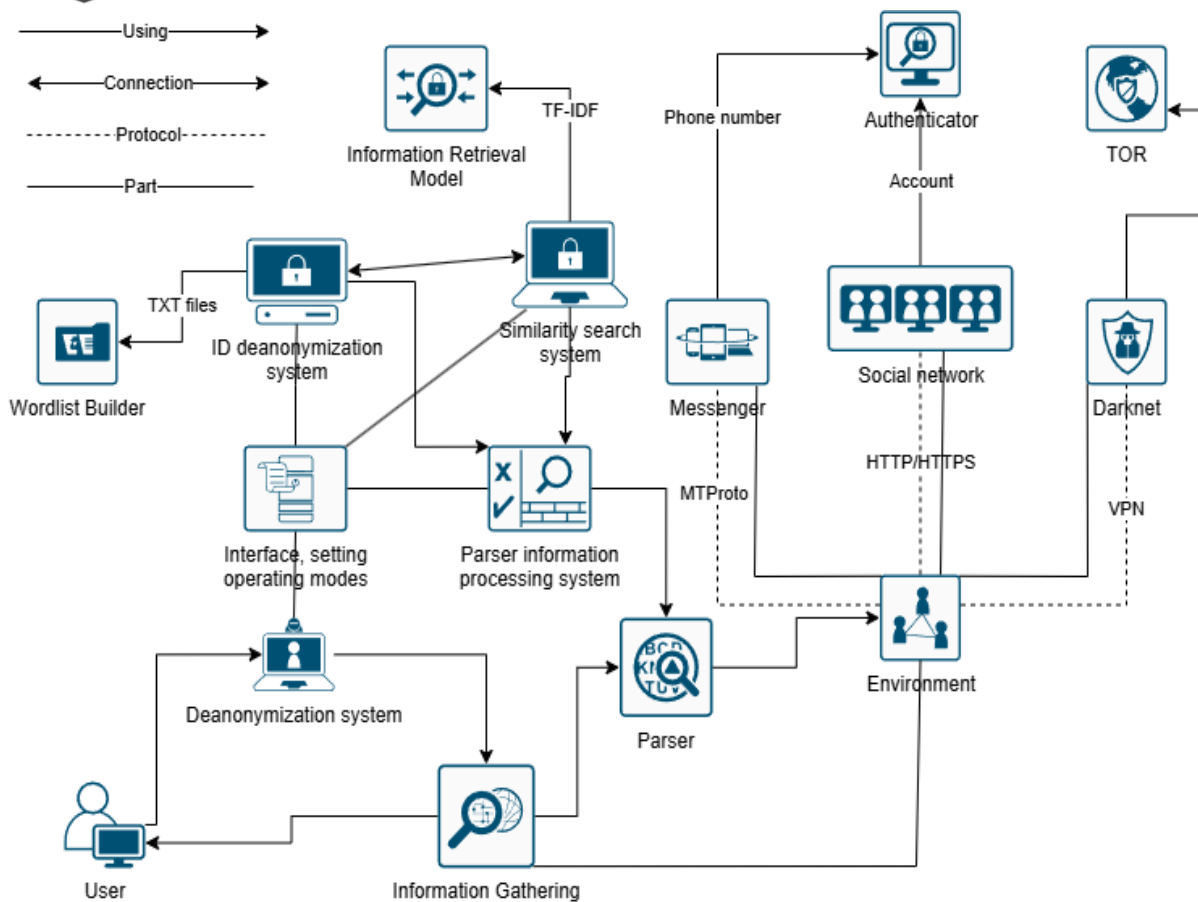 Using
Connection
Protocol
Part
Information Retrieval
Model
TF-IDF
Phone number
Authenticator
Account
TOR
TXT files
Wordlist Builder
ID deanonymization
system
Similarity search
system
Messenger
Social network
Darknet
MTProto
HTTP/HTTPS
VPN
Interface, setting
operating modes
Parser information
processing system
Deanonymization system
Parser
Environment
User
Information Gathering